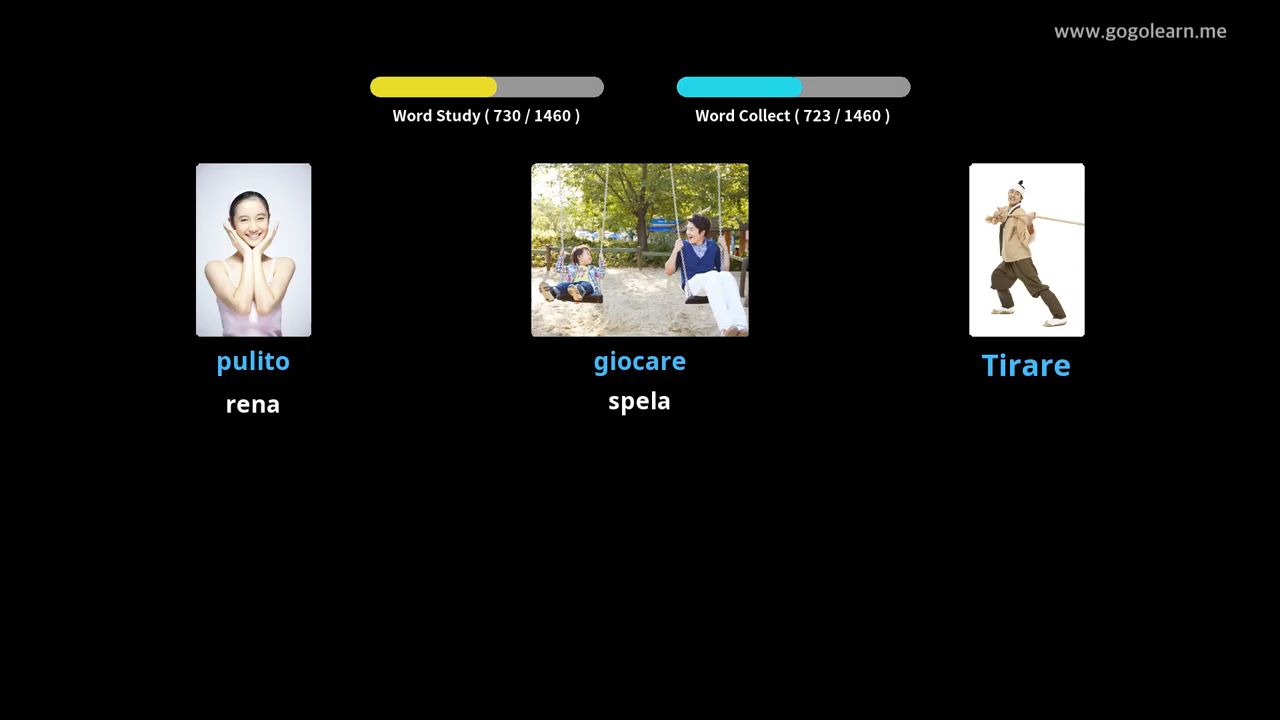 www.gogolearn.me
Word Study ( 730 / 1460 )
Word Collect ( 723 / 1460 )
pulito
giocare
Tirare
rena
spela